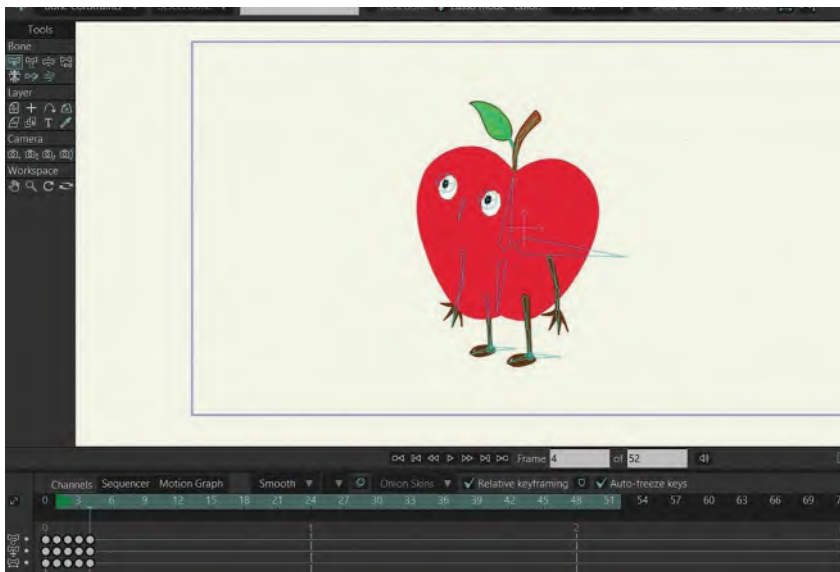 Tools
Bone
Layer
T
Camera
Workspace
Frame 4 of 52
Channels Sequencer Motion Graph Smooth Onion Skins Relative keyframing Auto-freeze keys
0 3 6 9 12 15 18 21 24 27 30 33 36 39 42 45 48 51 54 57 60 63 66 69
0 1 2